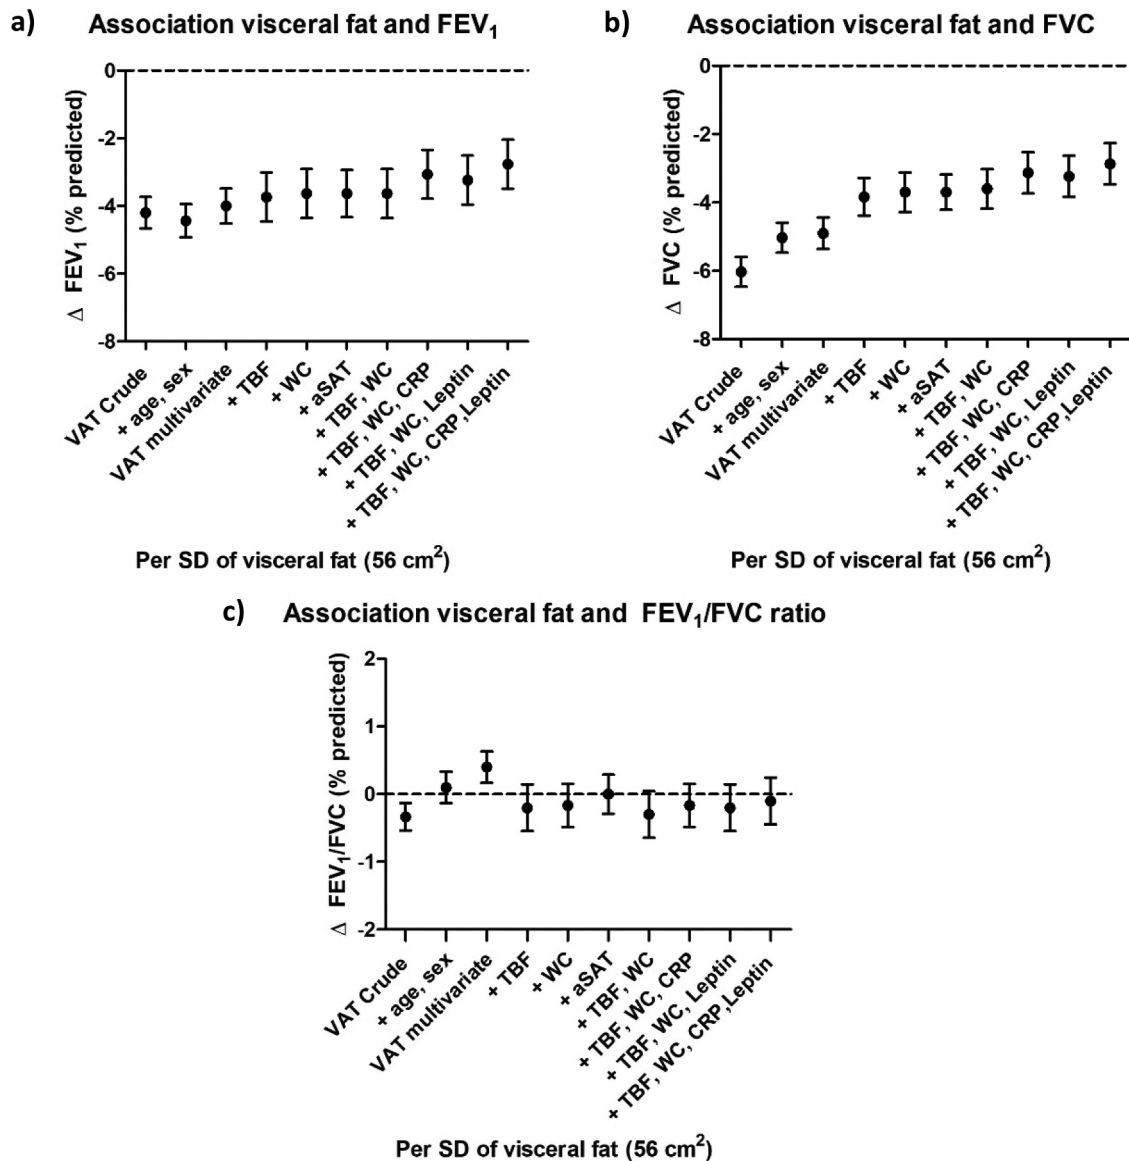 a) Association visceral fat and FEV₁
0
-2
-4
-6
-8
Δ FEV₁ (% predicted)
VAT Crude
+ age, sex
VAT multivariate
+ TBF
+ WC
+ aSAT
+ TBF, WC
+ TBF, WC, CRP
+ TBF, WC, Leptin
+ TBF, WC, CRP,Leptin
Per SD of visceral fat (56 cm²)
b) Association visceral fat and FVC
0
-2
-4
-6
-8
Δ FVC (% predicted)
VAT Crude
+ age, sex
VAT multivariate
+ TBF
+ WC
+ aSAT
+ TBF, WC
+ TBF, WC, CRP
+ TBF, WC, Leptin
+ TBF, WC, CRP,Leptin
Per SD of visceral fat (56 cm²)
c) Association visceral fat and FEV₁/FVC ratio
2
1
0
-1
-2
Δ FEV₁/FVC (% predicted)
VAT Crude
+ age, sex
VAT multivariate
+ TBF
+ WC
+ aSAT
+ TBF, WC
+ TBF, WC, CRP
+ TBF, WC, Leptin
+ TBF, WC, CRP,Leptin
Per SD of visceral fat (56 cm²)